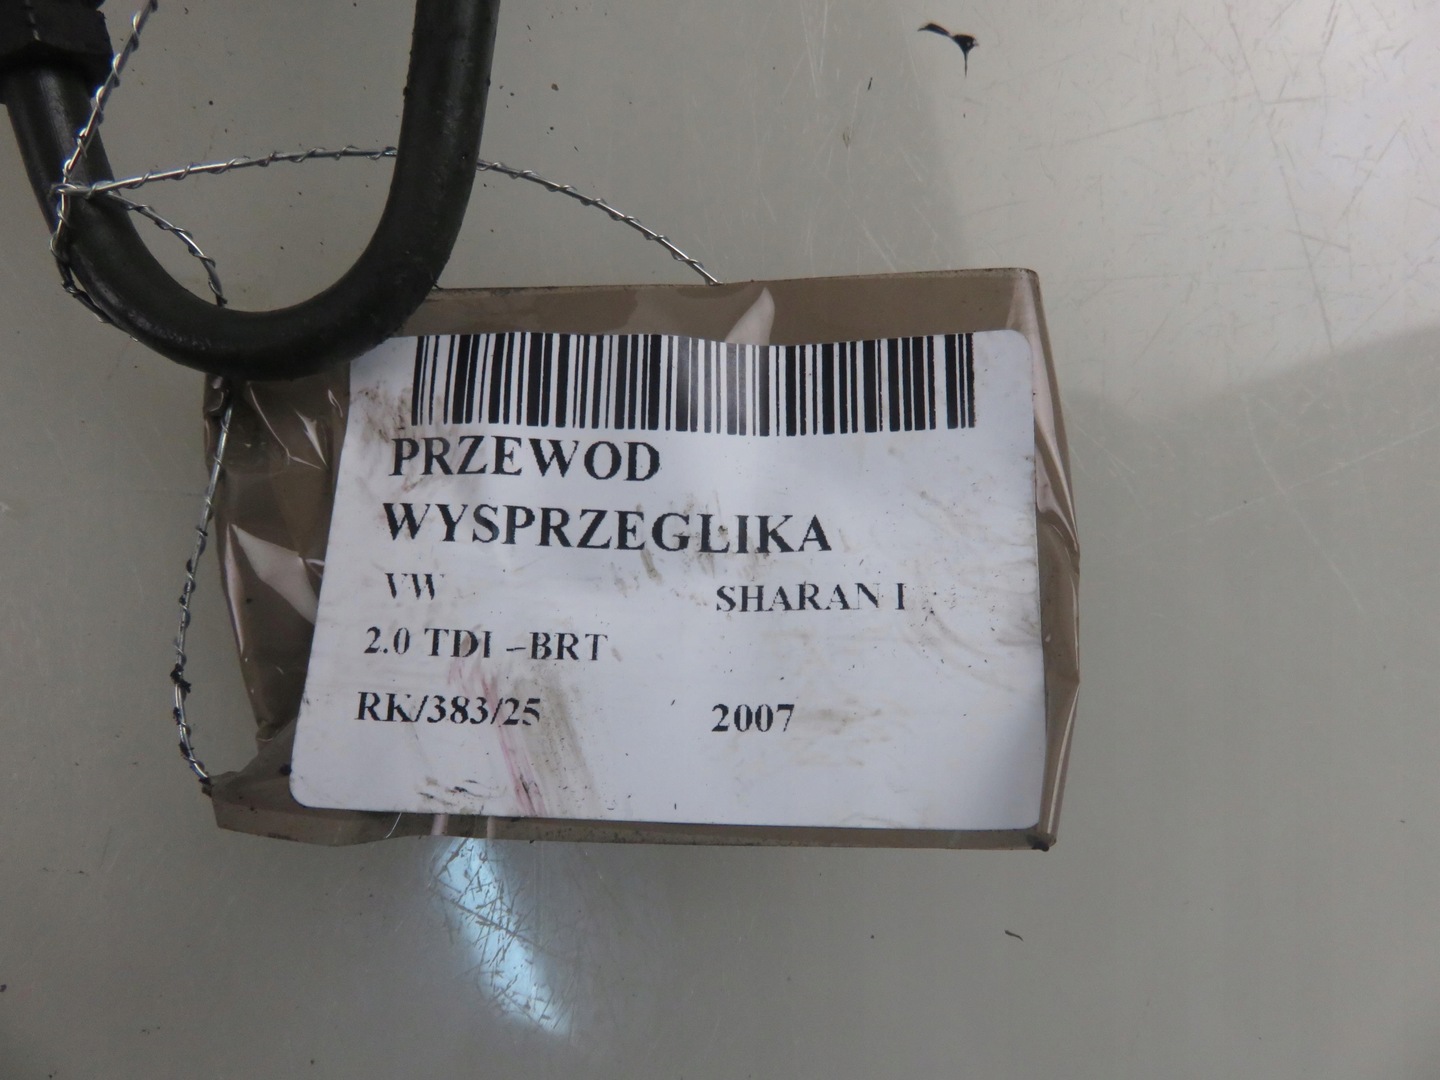 PRZEWOD
WYSPRZEGLIKA
VW SHARAN I
2.0 TDI –BRT
RK/383/25 2007